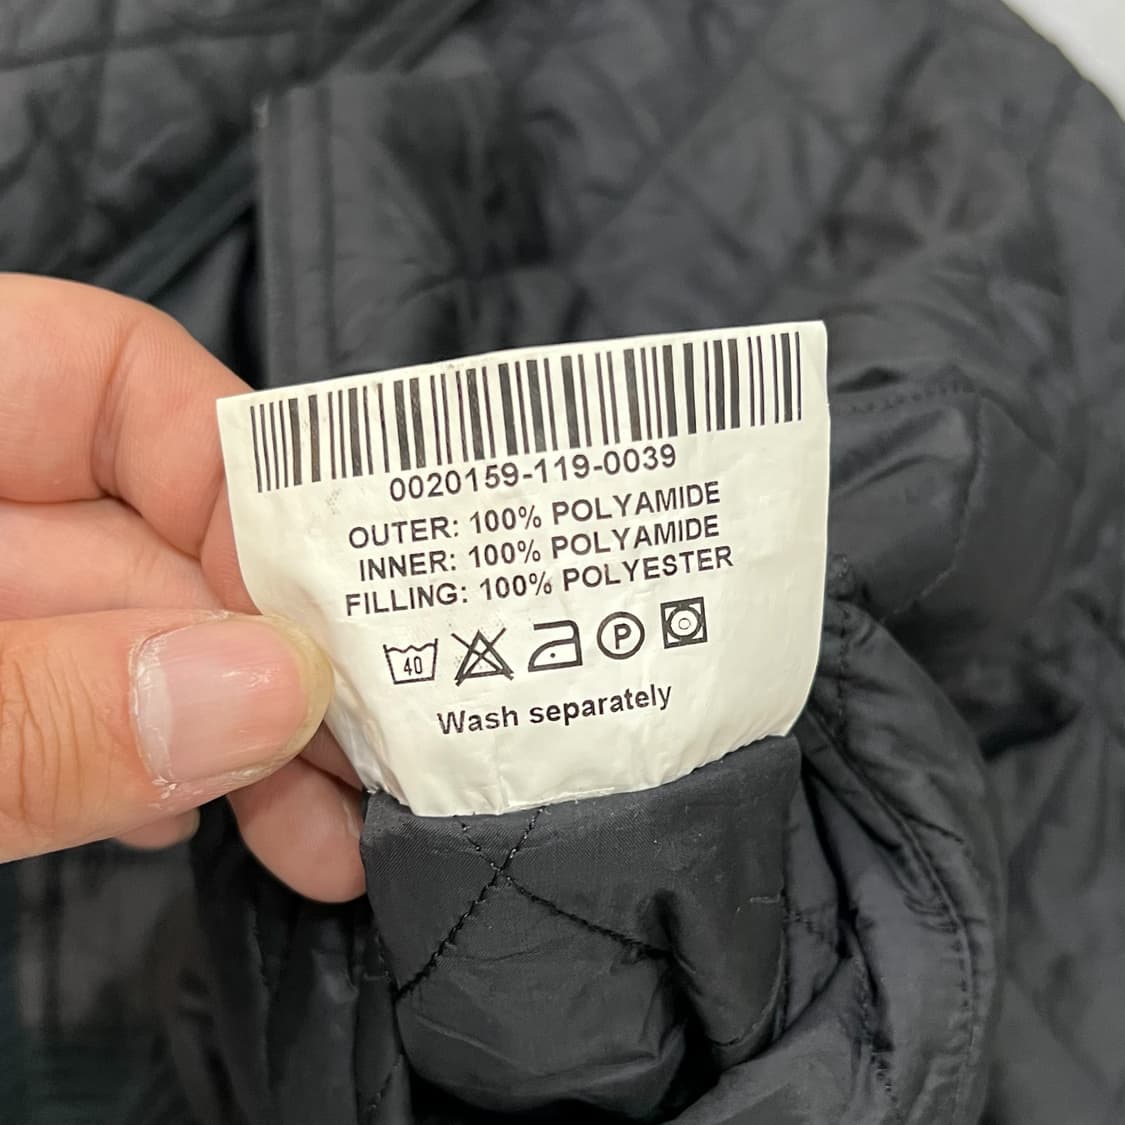 0020159-119-0039
OUTER: 100% POLYAMIDE
INNER: 100% POLYAMIDE
FILLING: 100% POLYESTER
40 P
Wash separately